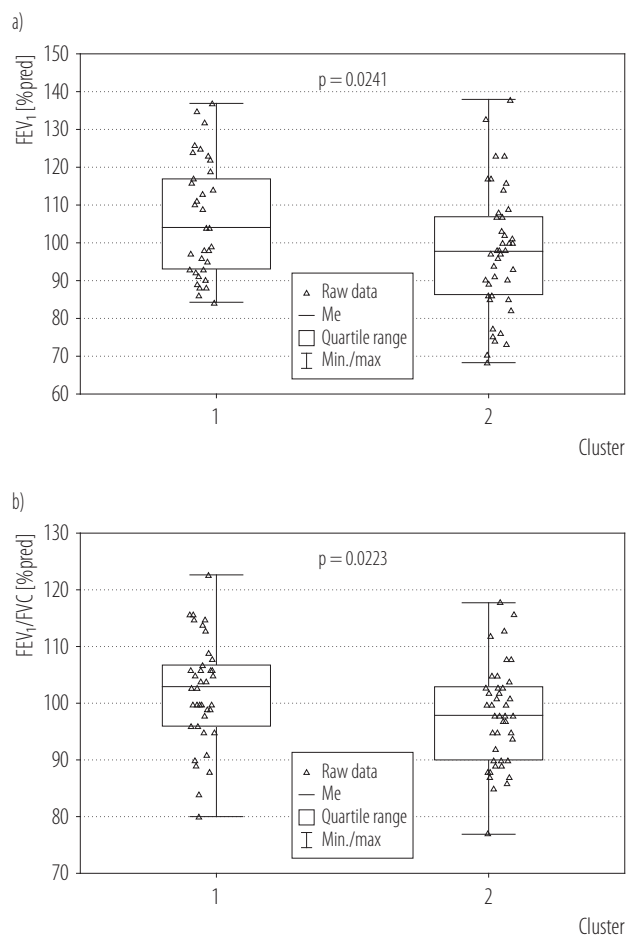 a)
FEV₁ [%pred]
150
140
130
120
110
100
90
80
70
60
p = 0.0241
Raw data
Me
Quartile range
Min./max
1
2
Cluster
b)
FEV₁/FVC [%pred]
130
120
110
100
90
80
70
p = 0.0223
Raw data
Me
Quartile range
Min./max
1
2
Cluster